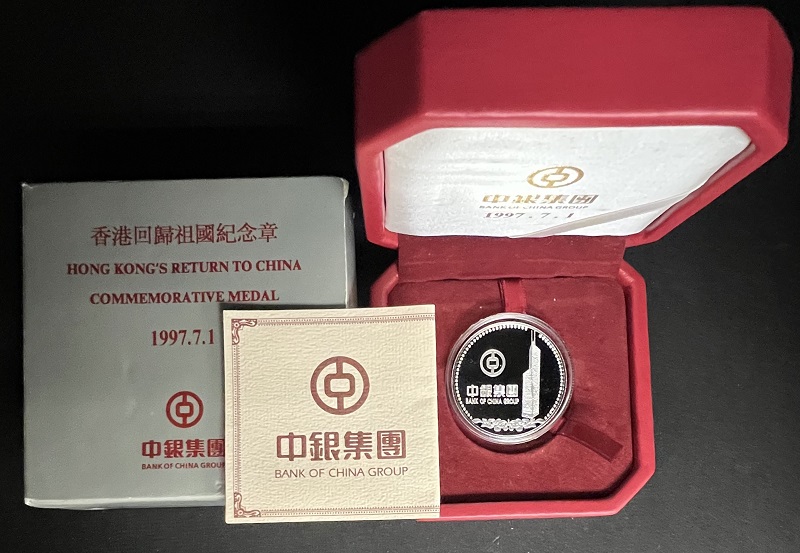 香港回歸祖國紀念章
HONG KONG'S RETURN TO CHINA
COMMEMORATIVE MEDAL
1997.7.1
中銀集團
BANK OF CHINA GROUP
中銀集團
BANK OF CHINA GROUP
中銀集團
BANK OF CHINA GROUP
1997.7.1
中銀集團
BANK OF CHINA GROUP